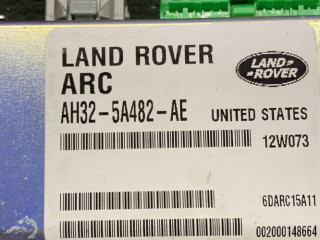 LAND ROVER
LAND-ROVER
ARC
AH32-5A482-AE UNITED STATES
12W073
6DARC15A11
002000148664